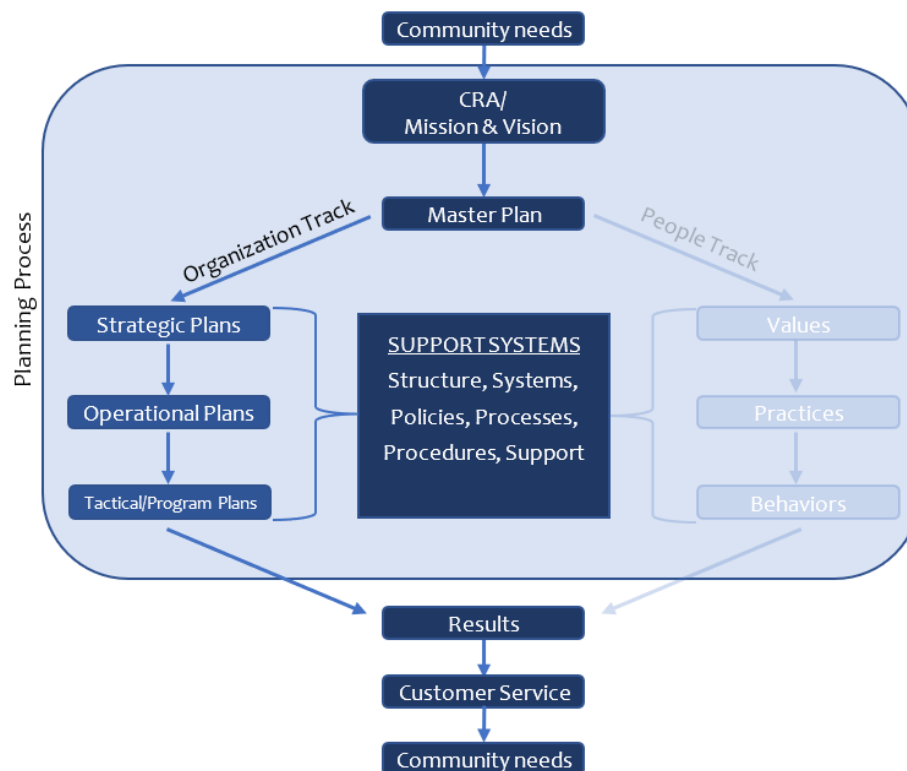 Community needs
CRA/
Mission & Vision
Master Plan
Organization Track
People Track
Planning Process
Strategic Plans
Operational Plans
Tactical/Program Plans
SUPPORT SYSTEMS
Structure, Systems,
Policies, Processes,
Procedures, Support
Values
Practices
Behaviors
Results
Customer Service
Community needs